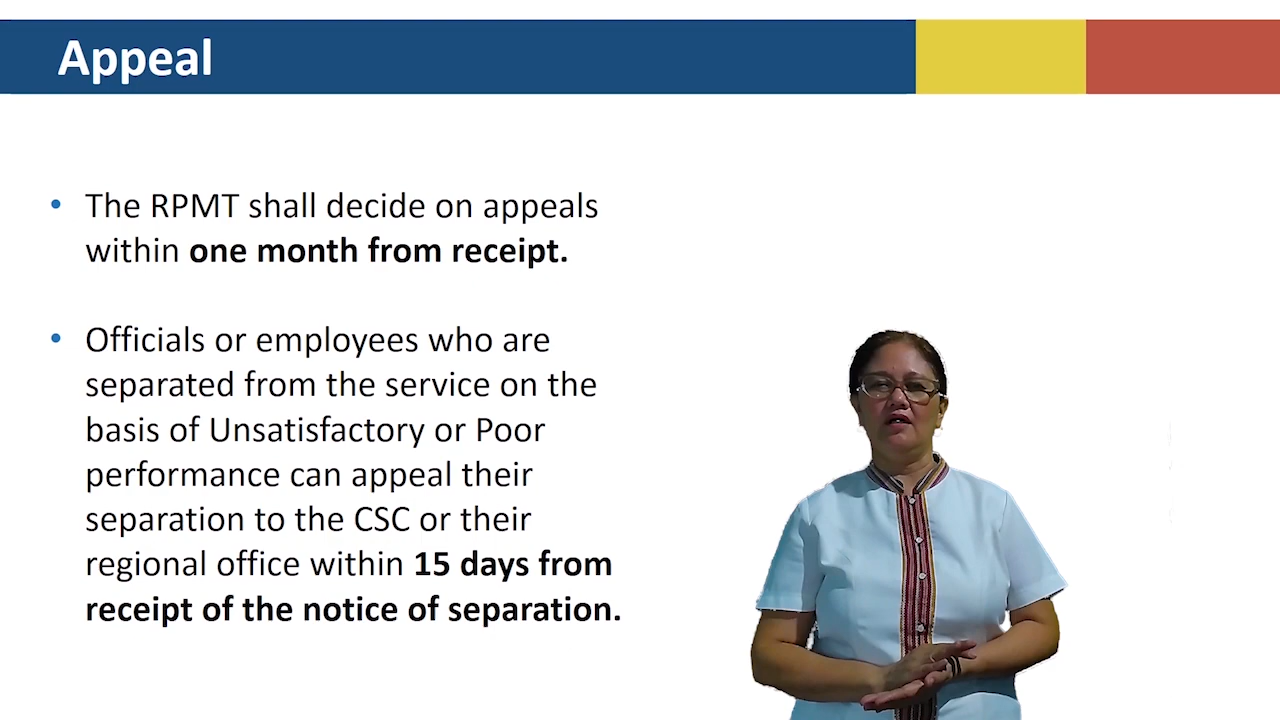 Appeal
• The RPMT shall decide on appeals
within one month from receipt.
• Officials or employees who are
separated from the service on the
basis of Unsatisfactory or Poor
performance can appeal their
separation to the CSC or their
regional office within 15 days from
receipt of the notice of separation.